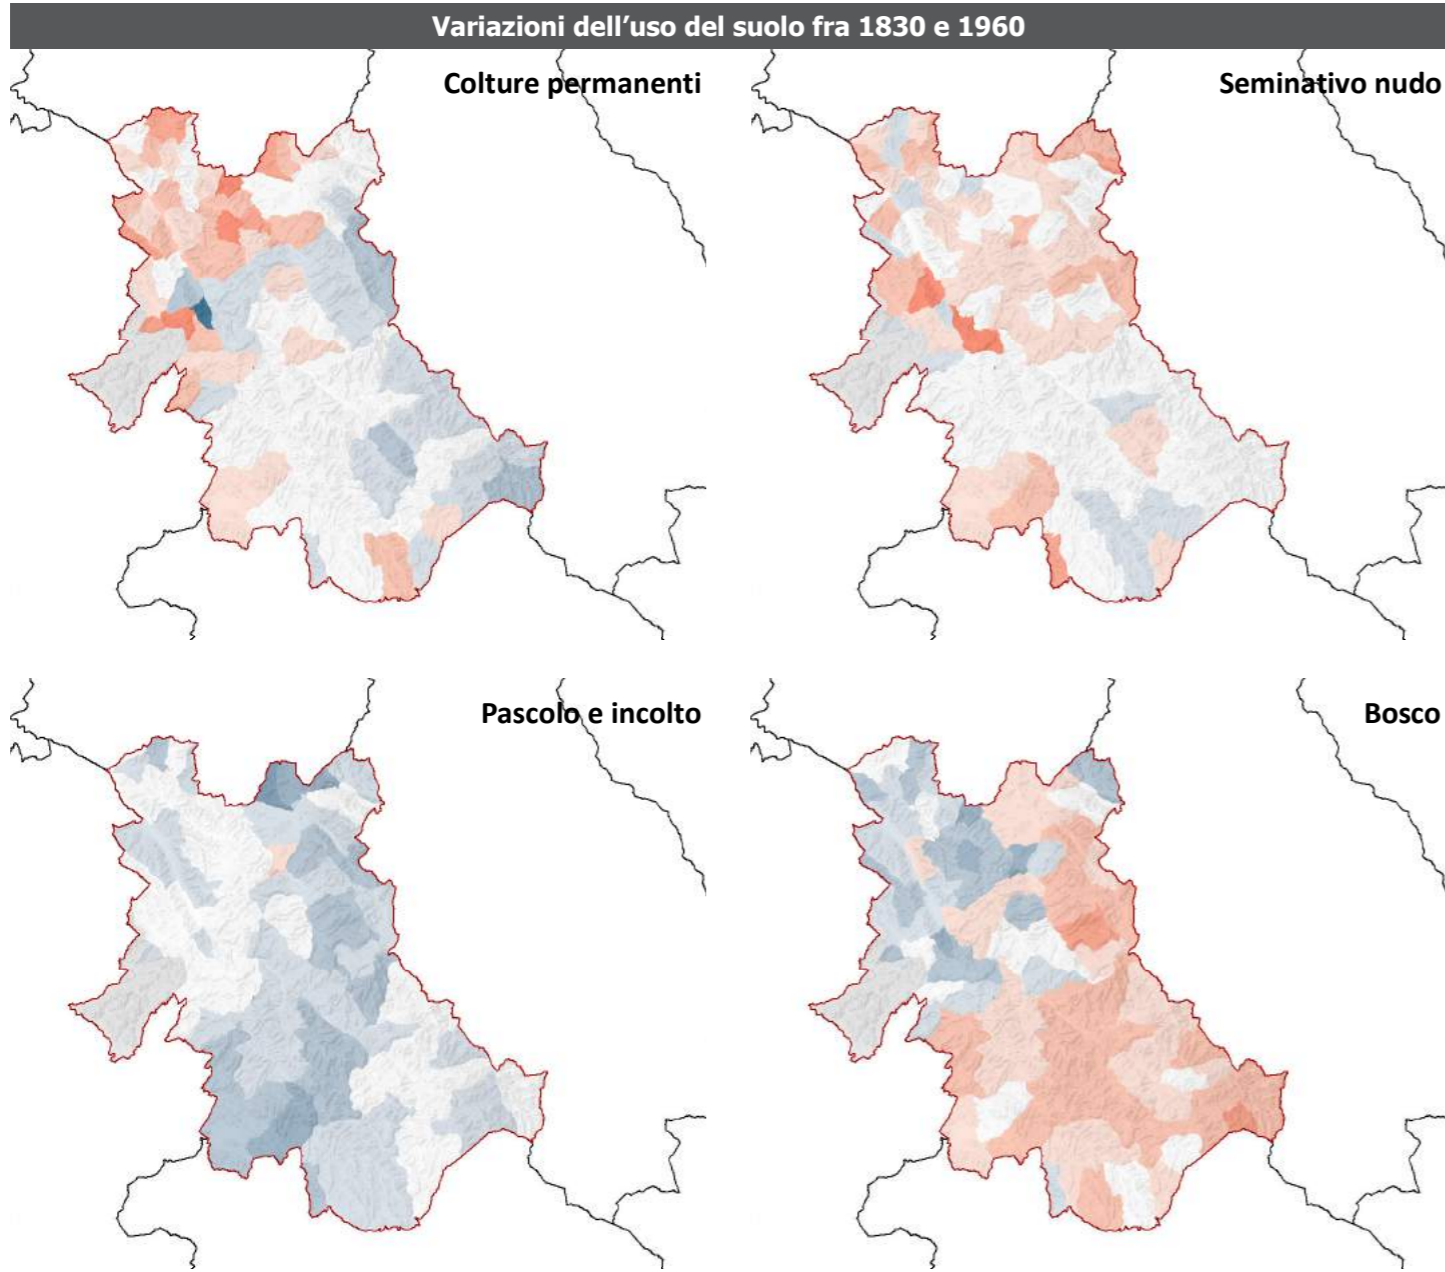 Variazioni dell'uso del suolo fra 1830 e 1960
Colture permanenti
Seminativo nudo
Pascolo e incolto
Bosco